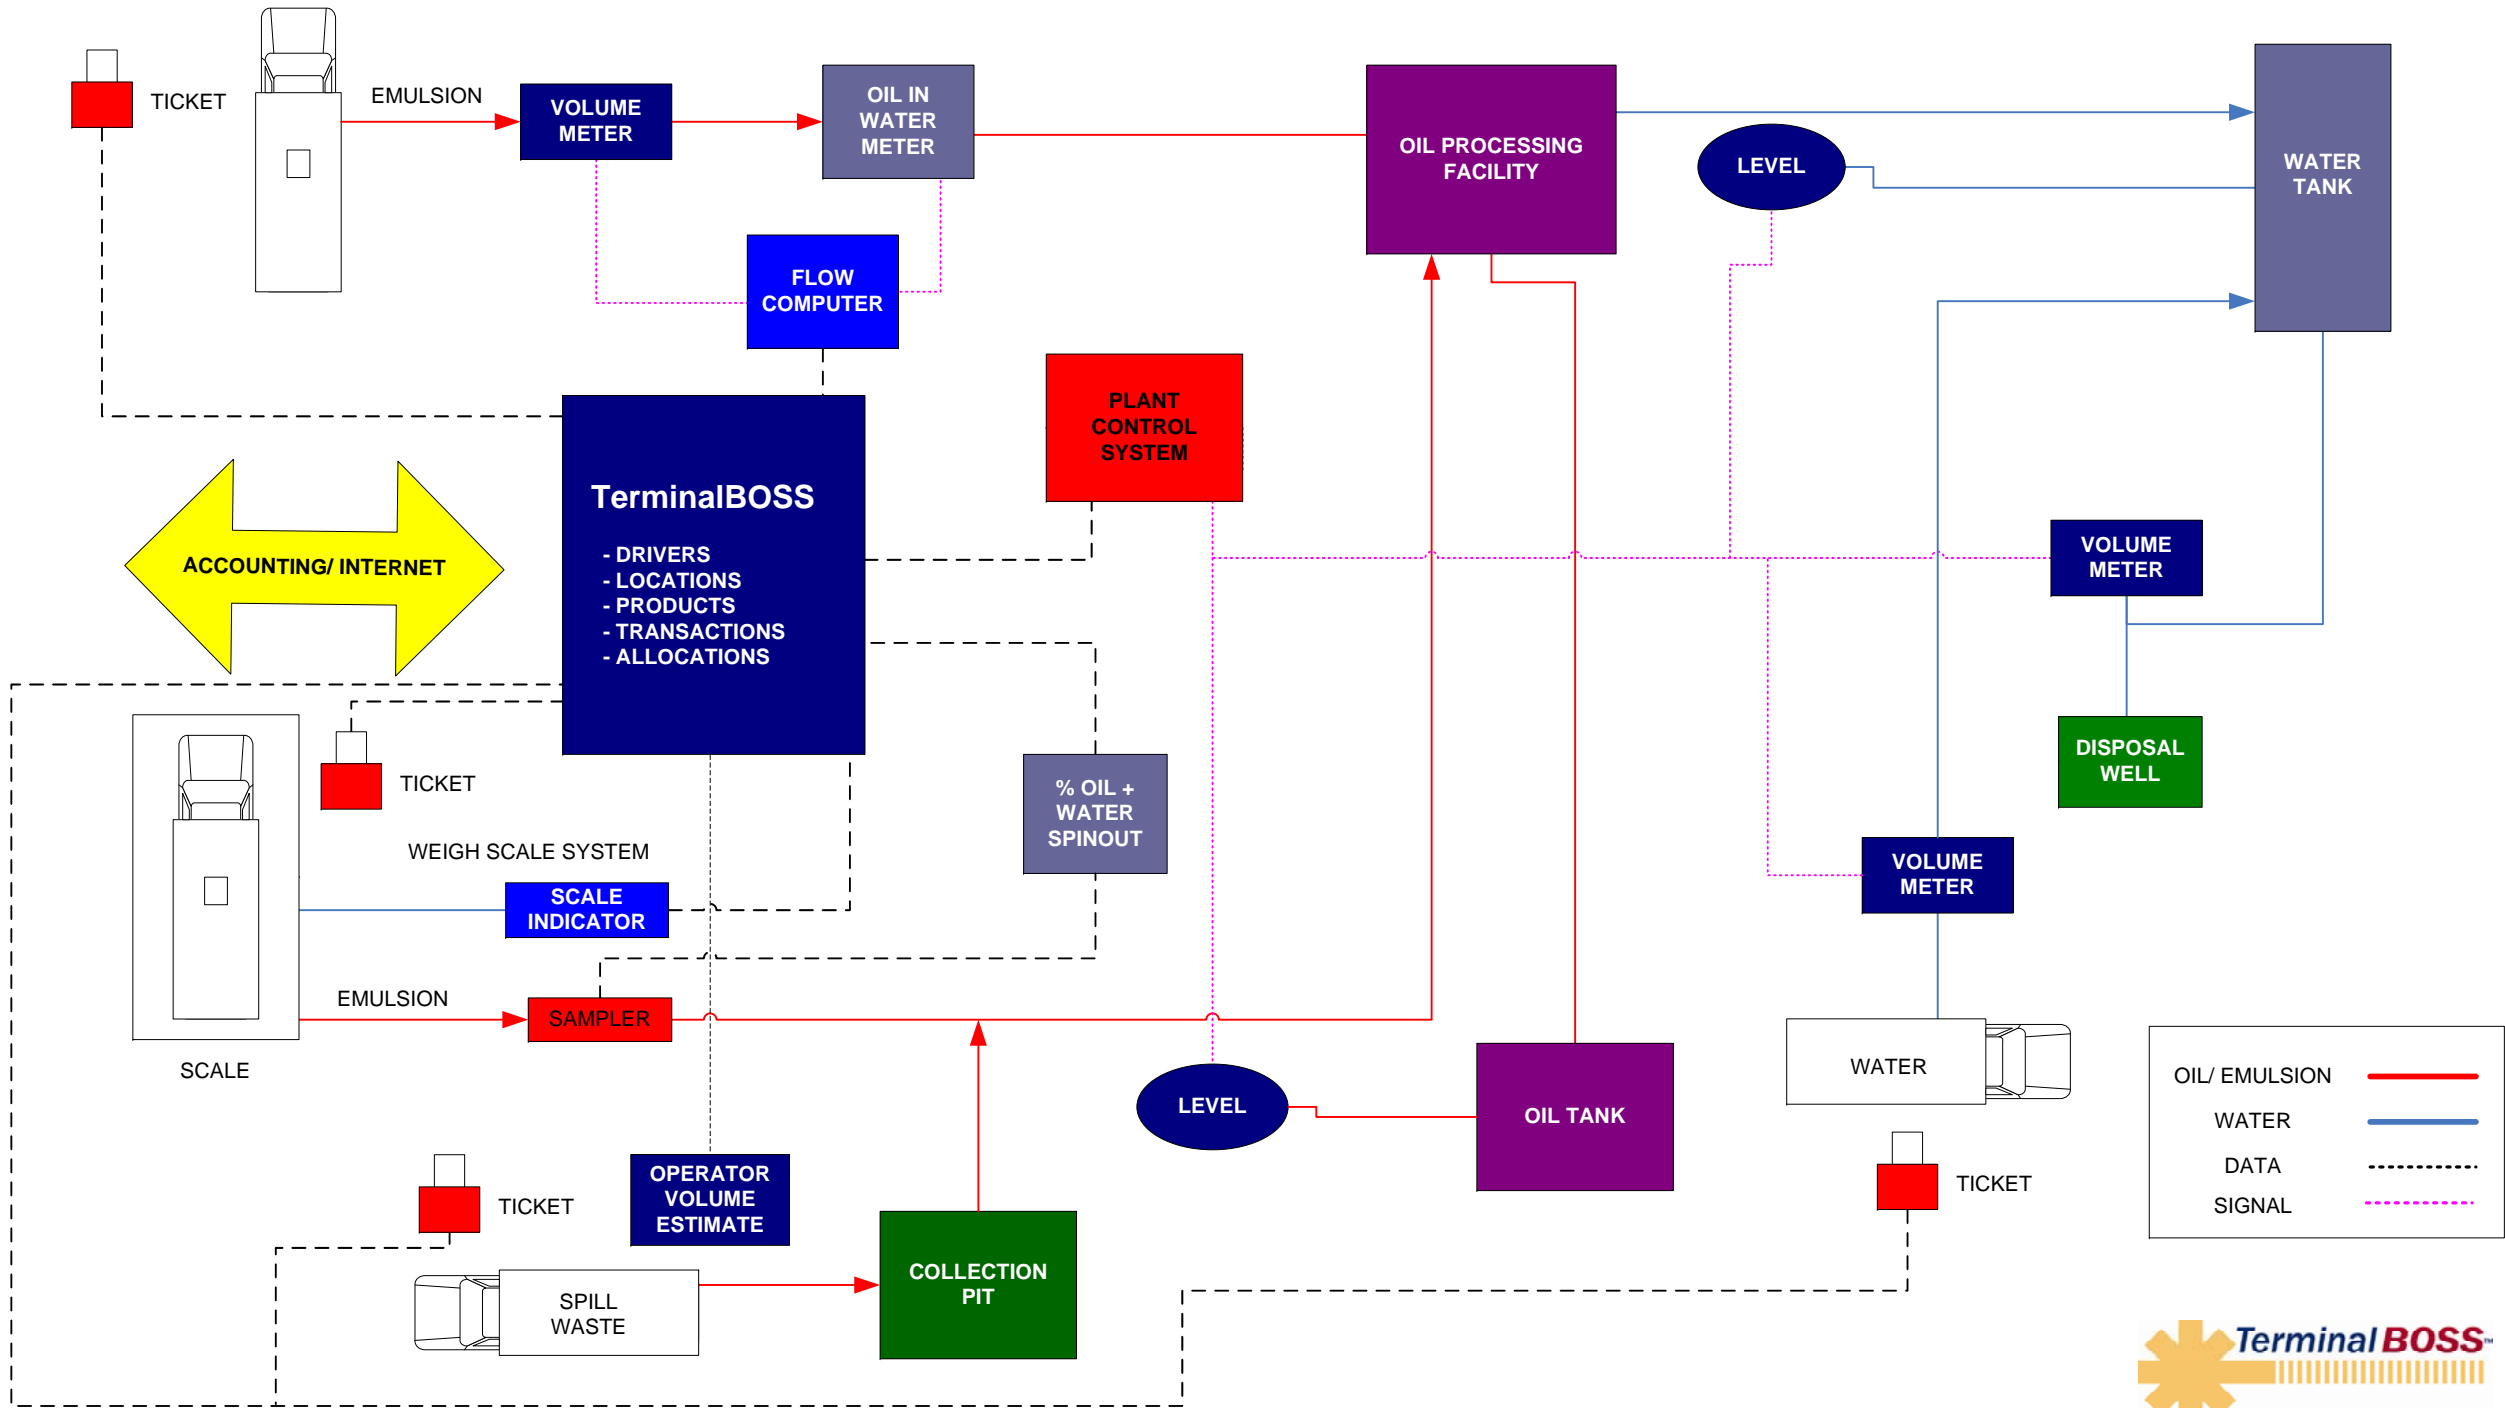 TICKET
EMULSION
VOLUME
METER
OIL IN
WATER
METER
OIL PROCESSING
FACILITY
LEVEL
WATER
TANK
FLOW
COMPUTER
PLANT
CONTROL
SYSTEM
TerminalBOSS
- DRIVERS
- LOCATIONS
- PRODUCTS
- TRANSACTIONS
- ALLOCATIONS
ACCOUNTING/ INTERNET
VOLUME
METER
DISPOSAL
WELL
TICKET
% OIL +
WATER
SPINOUT
WEIGH SCALE SYSTEM
SCALE
INDICATOR
VOLUME
METER
EMULSION
SAMPLER
SCALE
LEVEL
OIL TANK
WATER
OIL/ EMULSION
WATER
DATA
SIGNAL
TICKET
OPERATOR
VOLUME
ESTIMATE
TICKET
SPILL
WASTE
COLLECTION
PIT
Terminal BOSS™